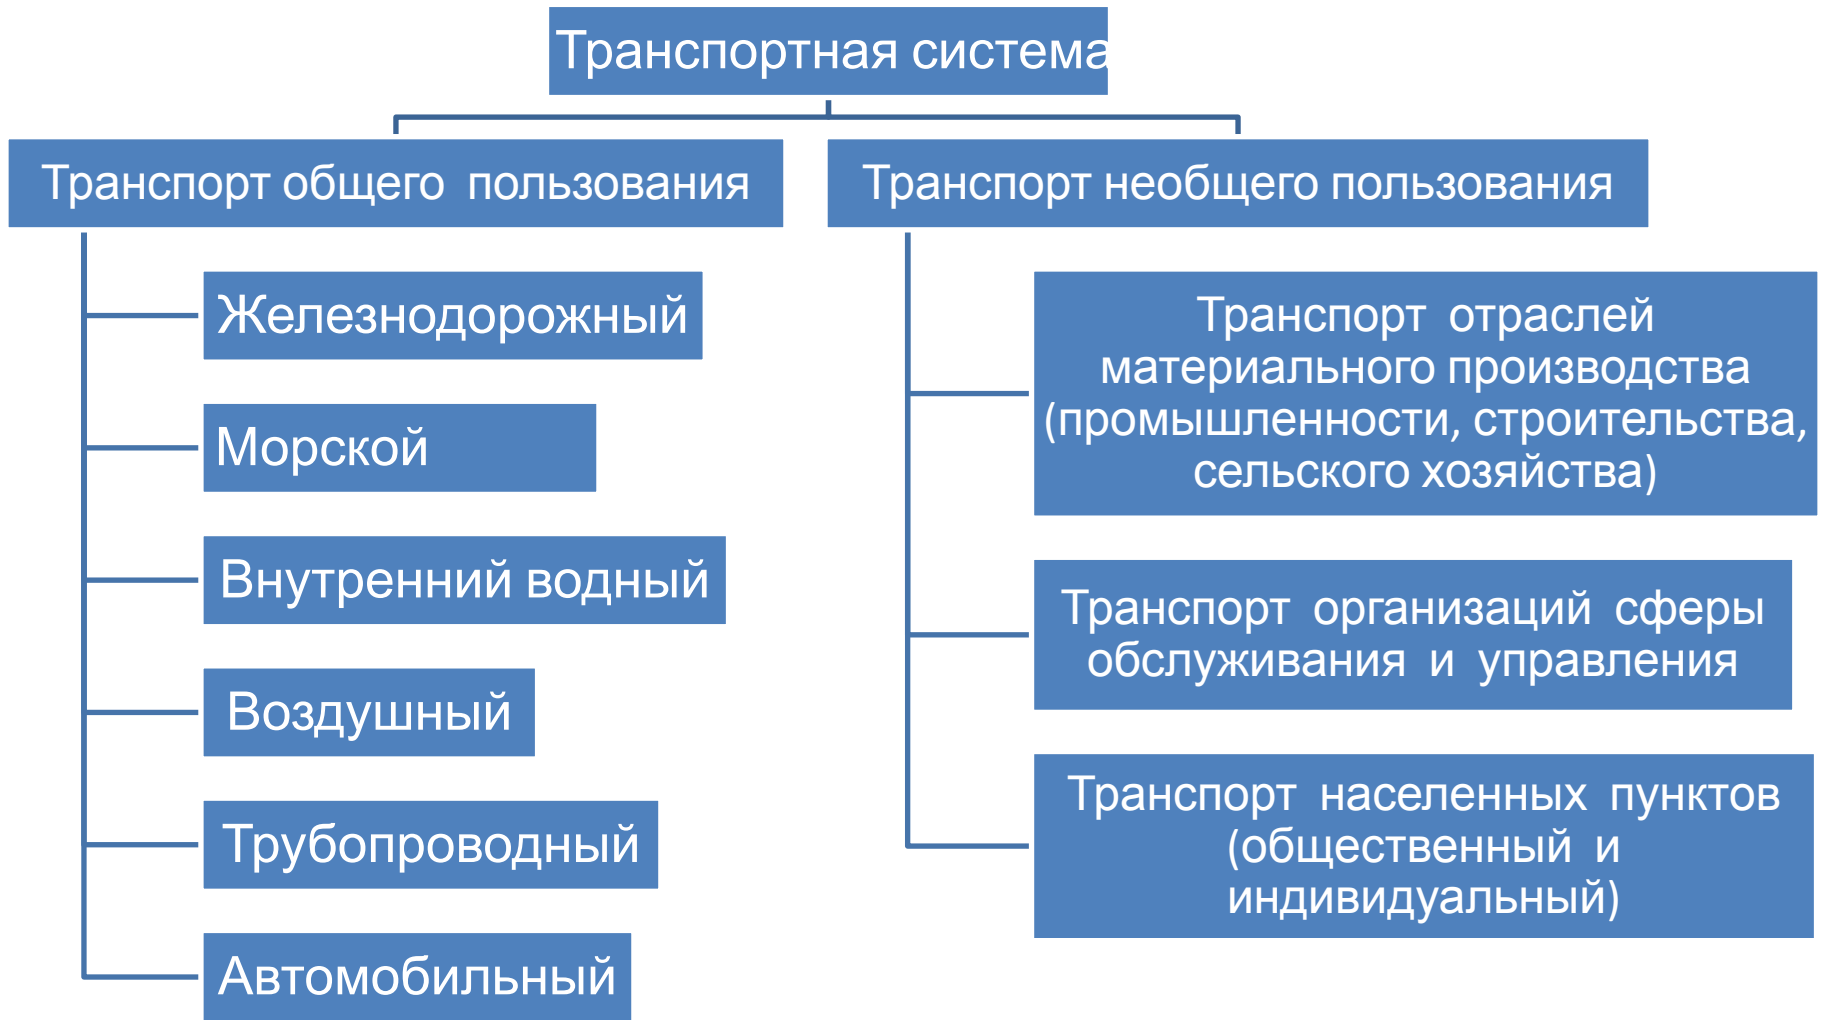 Транспортная система
Транспорт общего пользования
Транспорт необщего пользования
Железнодорожный
Морской
Внутренний водный
Воздушный
Трубопроводный
Автомобильный
Транспорт отраслей
материального производства
(промышленности, строительства,
сельского хозяйства)
Транспорт организаций сферы
обслуживания и управления
Транспорт населенных пунктов
(общественный и
индивидуальный)